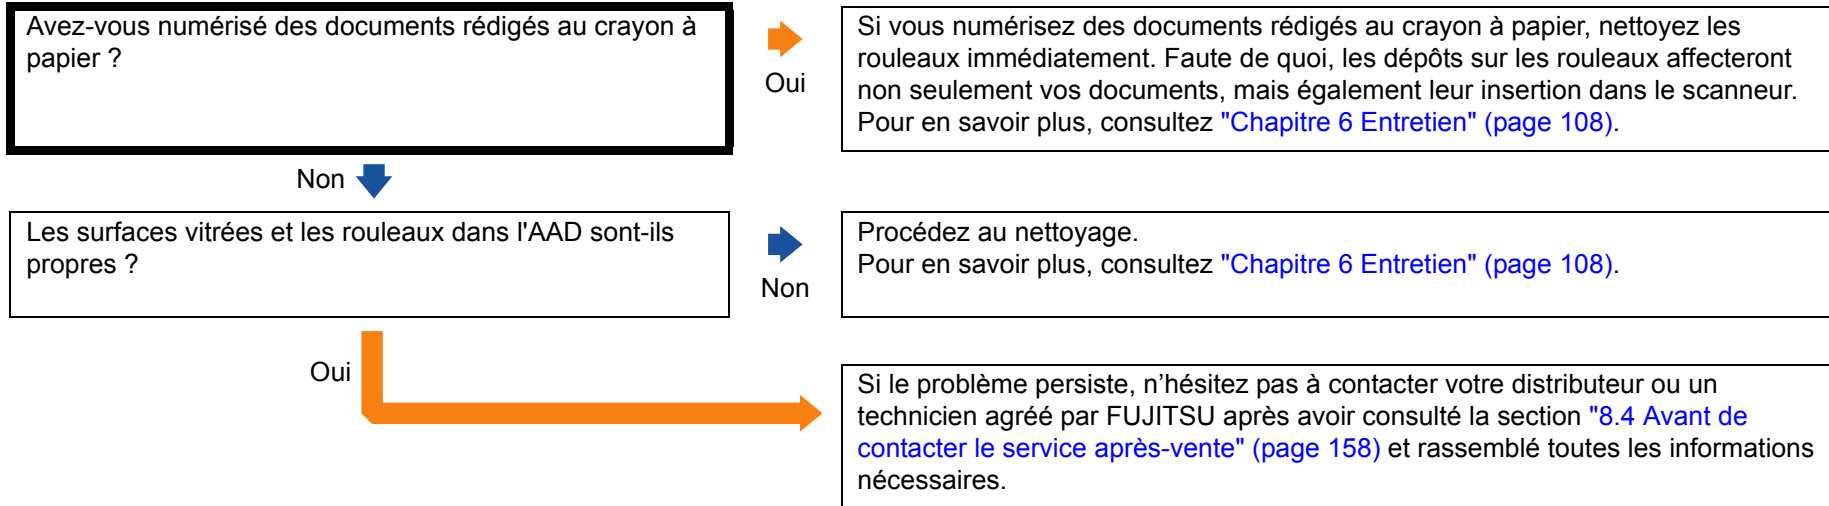 Avez-vous numérisé des documents rédigés au crayon à
papier ?
Oui
Si vous numérisez des documents rédigés au crayon à papier, nettoyez les
rouleaux immédiatement. Faute de quoi, les dépôts sur les rouleaux affecteront
non seulement vos documents, mais également leur insertion dans le scanneur.
Pour en savoir plus, consultez "Chapitre 6 Entretien" (page 108).
Non
Les surfaces vitrées et les rouleaux dans l'AAD sont-ils
propres ?
Non
Procédez au nettoyage.
Pour en savoir plus, consultez "Chapitre 6 Entretien" (page 108).
Oui
Si le problème persiste, n’hésitez pas à contacter votre distributeur ou un
technicien agréé par FUJITSU après avoir consulté la section "8.4 Avant de
contacter le service après-vente" (page 158) et rassemblé toutes les informations
nécessaires.